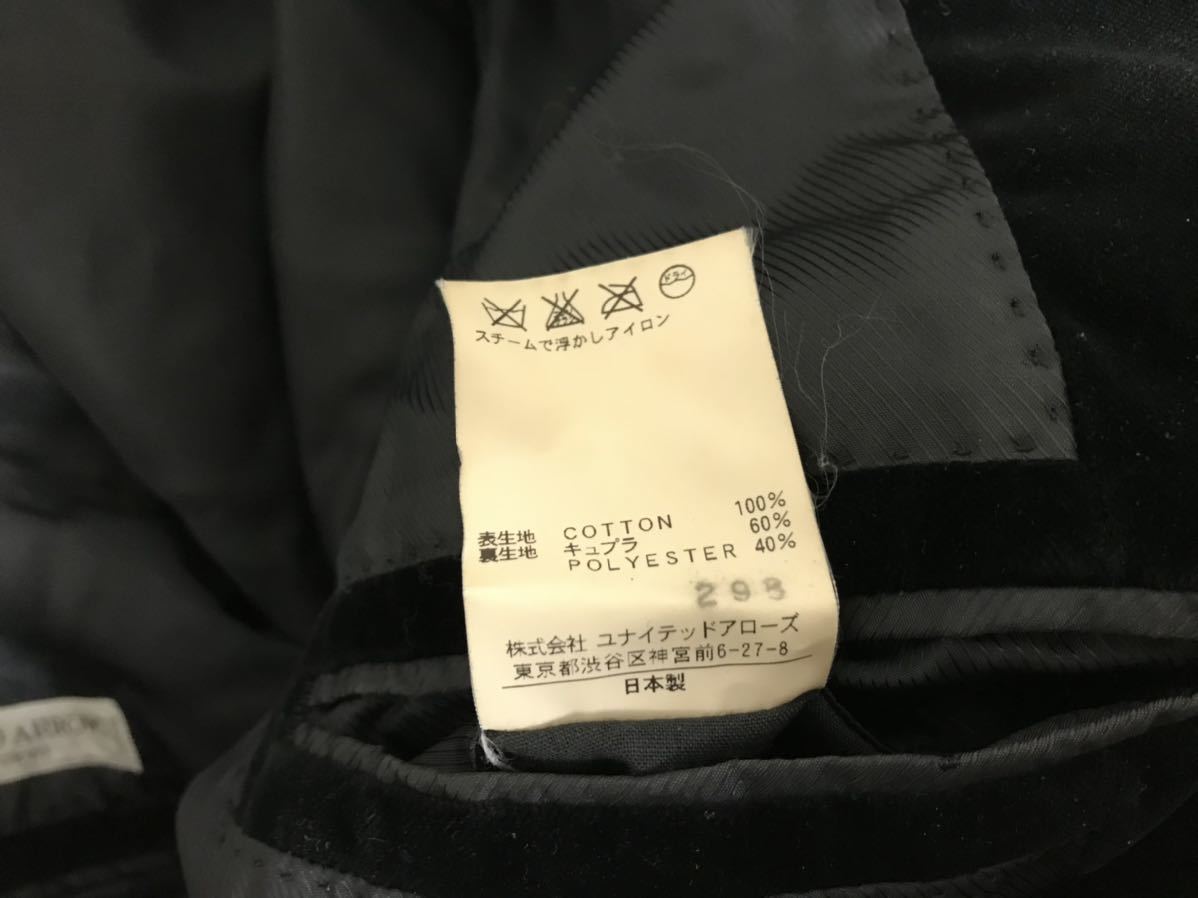 ドライ
スチームで浮かしアイロン
100%
表生地 COTTON 60%
裏生地 キュプラ 40%
POLYESTER
298
株式会社 ユナイテッドアローズ
東京都渋谷区神宮前6-27-8
日本製
ARROW